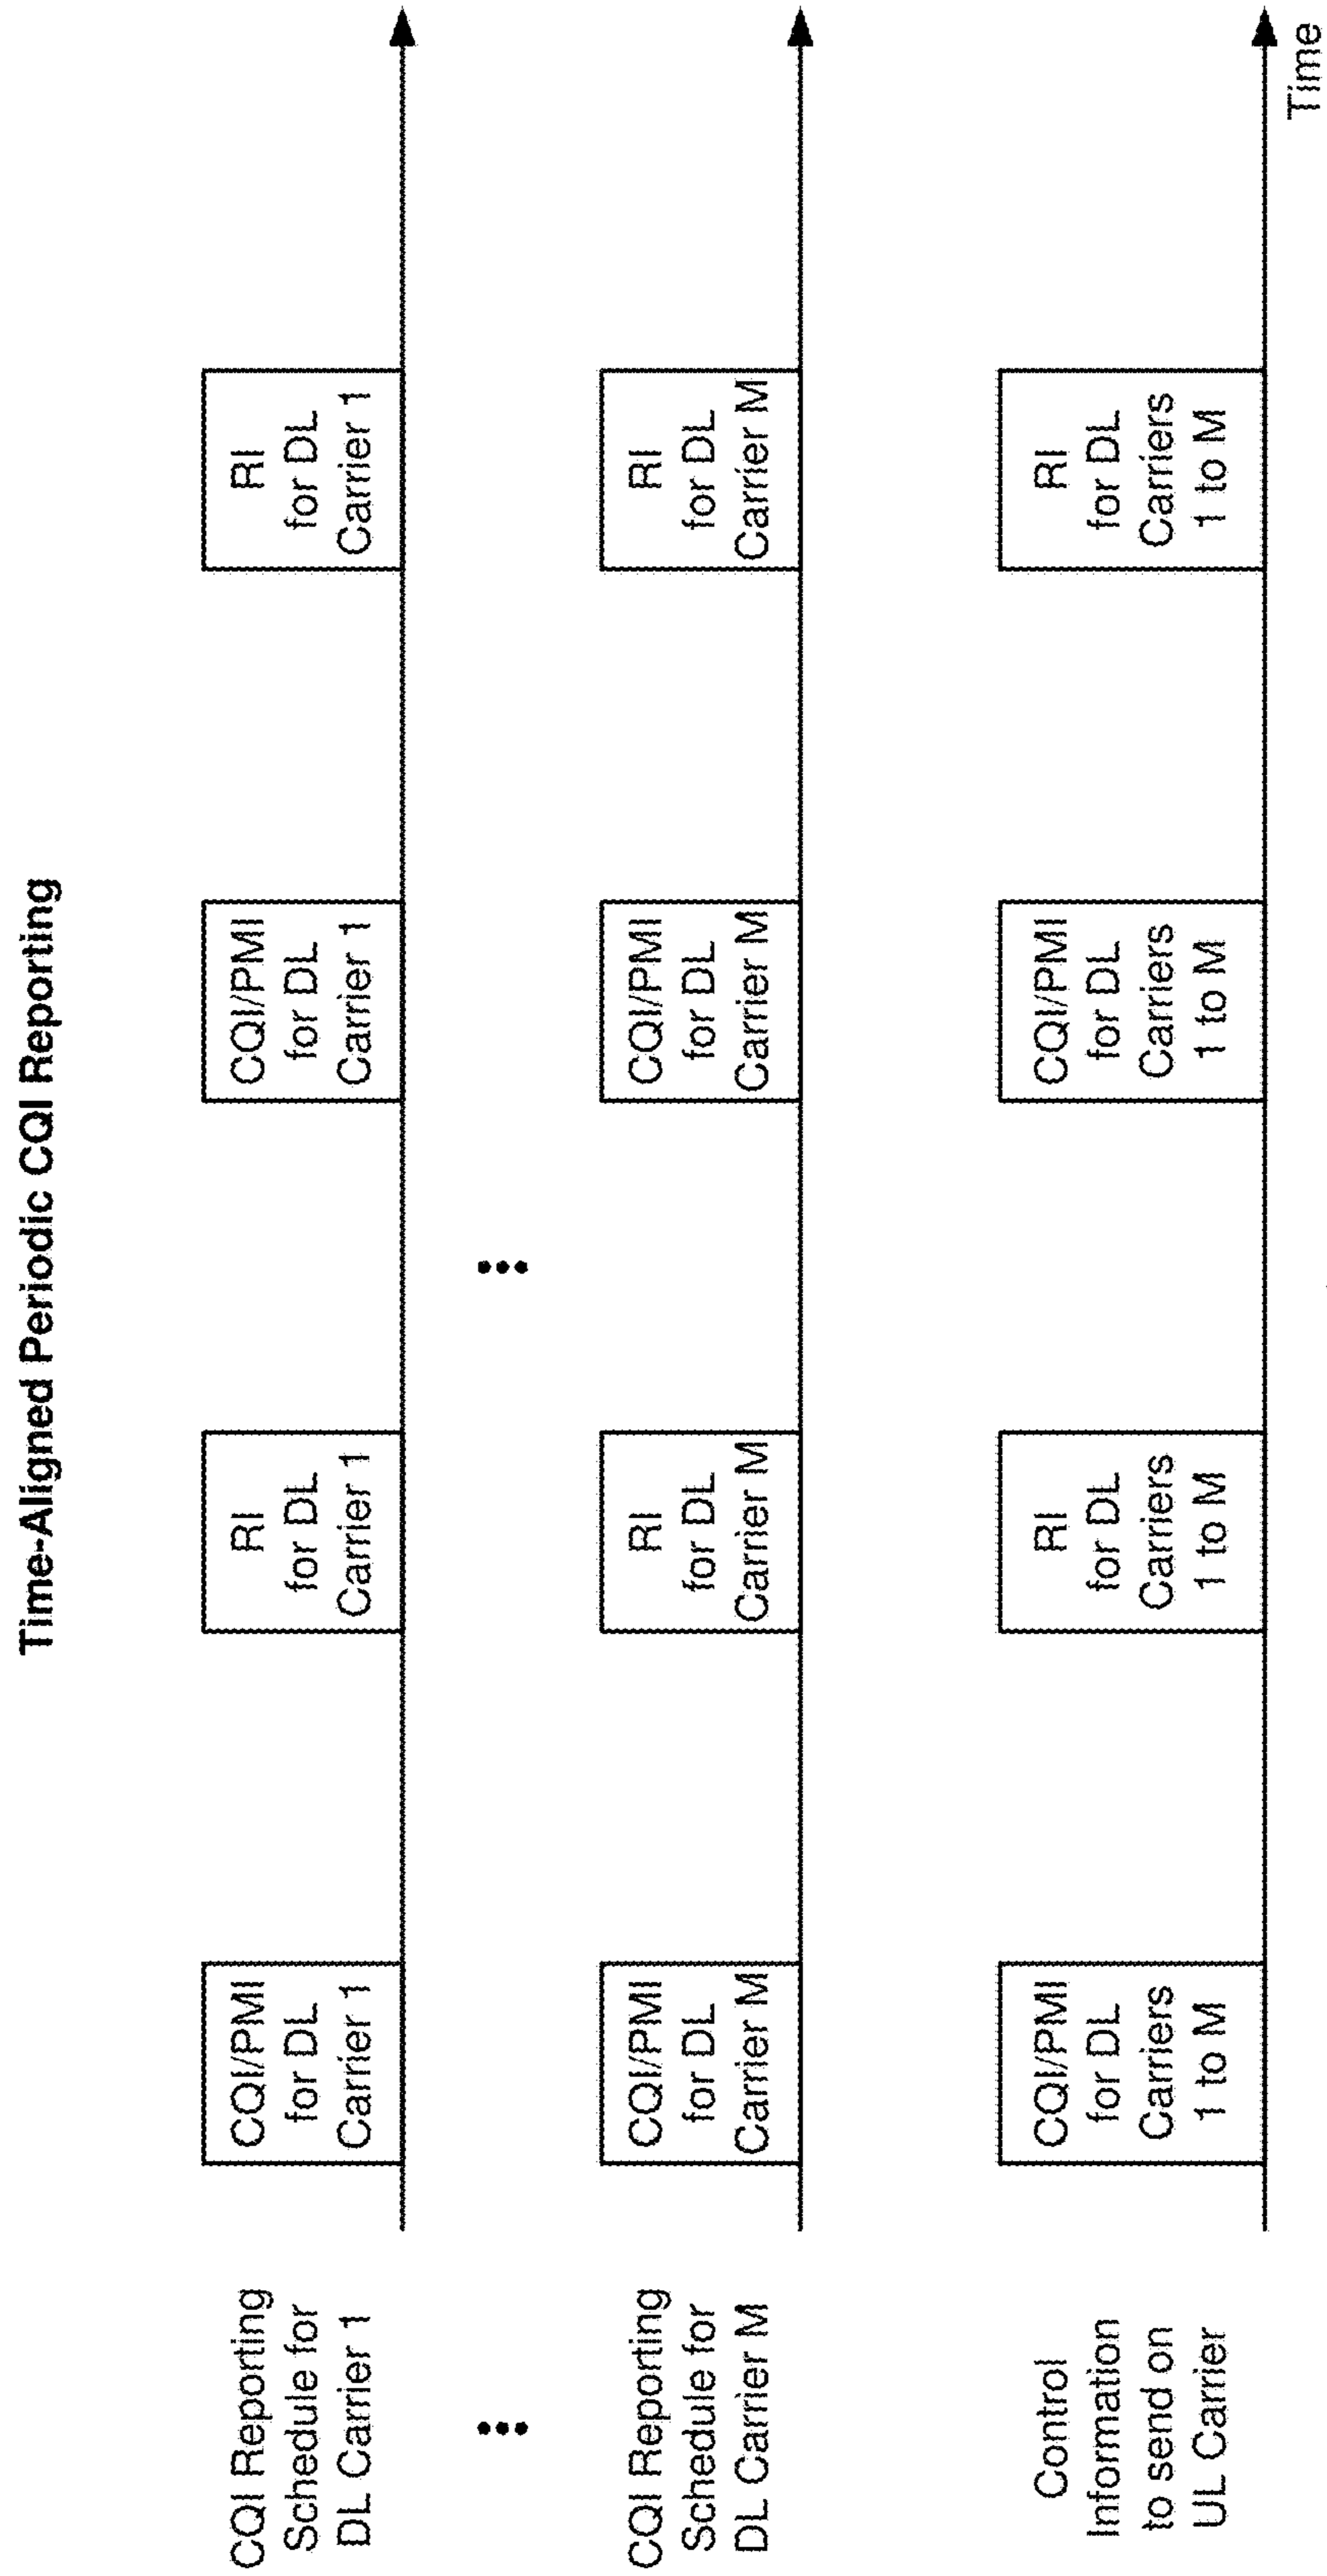 Time-Aligned Periodic CQI Reporting
CQI Reporting
Schedule for
DL Carrier 1
CQI/PMI
for DL
Carrier 1
RI
for DL
Carrier 1
CQI/PMI
for DL
Carrier 1
RI
for DL
Carrier 1
CQI Reporting
Schedule for
DL Carrier M
CQI/PMI
for DL
Carrier M
RI
for DL
Carrier M
CQI/PMI
for DL
Carrier M
RI
for DL
Carrier M
Control
Information
to send on
UL Carrier
CQI/PMI
for DL
Carriers
1 to M
RI
for DL
Carriers
1 to M
CQI/PMI
for DL
Carriers
1 to M
RI
for DL
Carriers
1 to M
Time